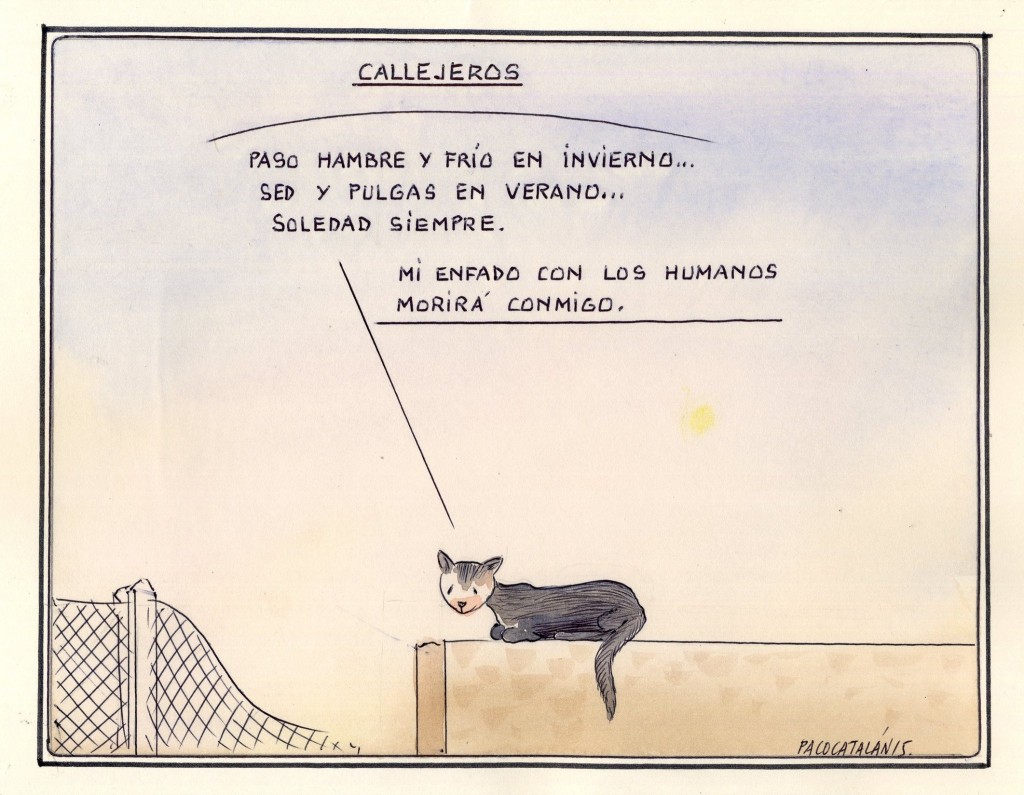 CALLEJEROS
PASO HAMBRE Y FRÍO EN INVIERNO...
SED Y PULGAS EN VERANO...
SOLEDAD SIEMPRE.
MI ENFADO CON LOS HUMANOS
MORIRÁ CONMIGO.
PACOCATALÁN15.